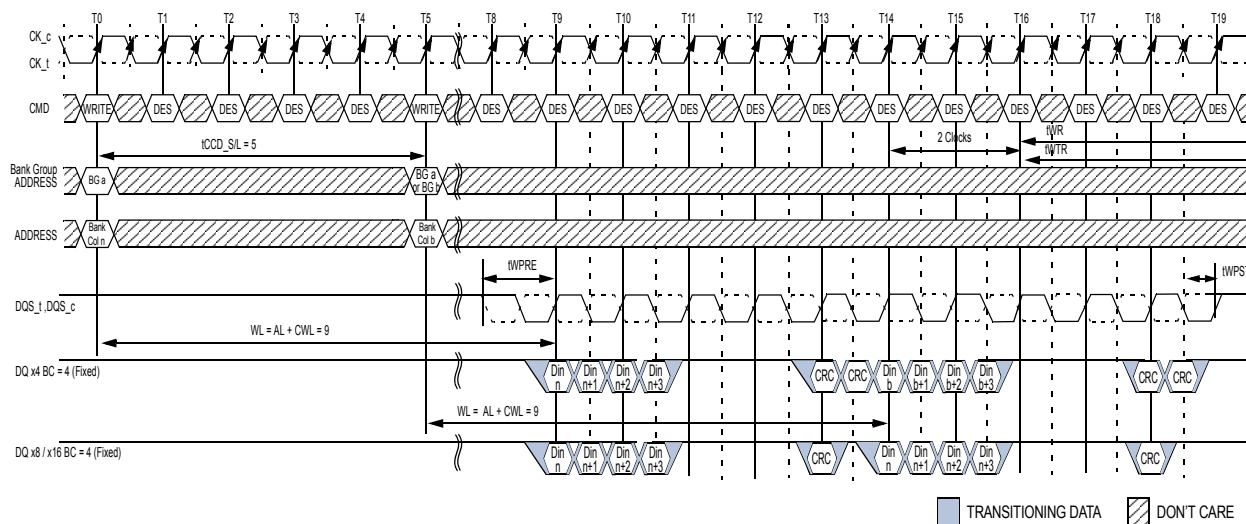 T0 T1 T2 T3 T4 T5 T8 T9 T10 T11 T12 T13 T14 T15 T16 T17 T18 T19
CK_c
CK_t
CMD WRITE DES DES DES DES WRITE DES DES DES DES DES DES DES DES DES DES DES DES
tCCD_S/L = 5 2 Clocks tWR
tWTR
Bank Group
ADDRESS BG a BG a
or BG b
ADDRESS Bank
Col n Bank
Col b
tWPRE tWPST
DQS_t ,DQS_c
WL = AL + CWL = 9
DQ x4 BC = 4 (Fixed) Din
n Din
n+1 Din
n+2 Din
n+3 CRC CRC Din
b Din
b+1 Din
b+2 Din
b+3 CRC CRC
WL = AL + CWL = 9
DQ x8 / x16 BC = 4 (Fixed) Din
n Din
n+1 Din
n+2 Din
n+3 CRC Din
n Din
n+1 Din
n+2 Din
n+3 CRC
TRANSITIONING DATA DON'T CARE